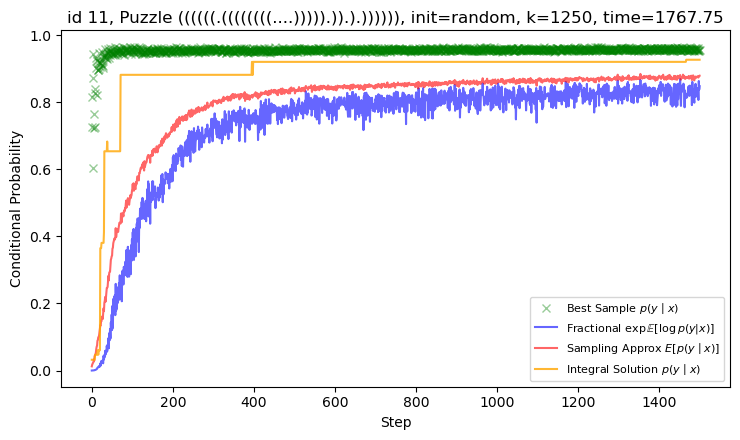 id 11, Puzzle ((((((.((((((((....))))).)).).)))))), init=random, k=1250, time=1767.75
Conditional Probability
1.0
0.8
0.6
0.4
0.2
0.0
0
200
400
600
800
1000
1200
1400
Step
Best Sample p(y | x)
Fractional exp 𝔼[log p(y|x)]
Sampling Approx E[p(y | x)]
Integral Solution p(y | x)